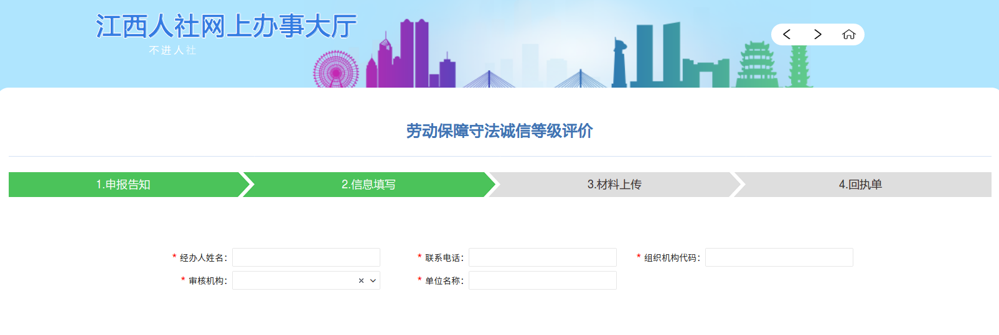 江西人社网上办事大厅
不进人社
劳动保障守法诚信等级评价
1.申报告知
2.信息填写
3.材料上传
4.回执单
* 经办人姓名：
* 联系电话：
* 组织机构代码：
* 审核机构：
* 单位名称：